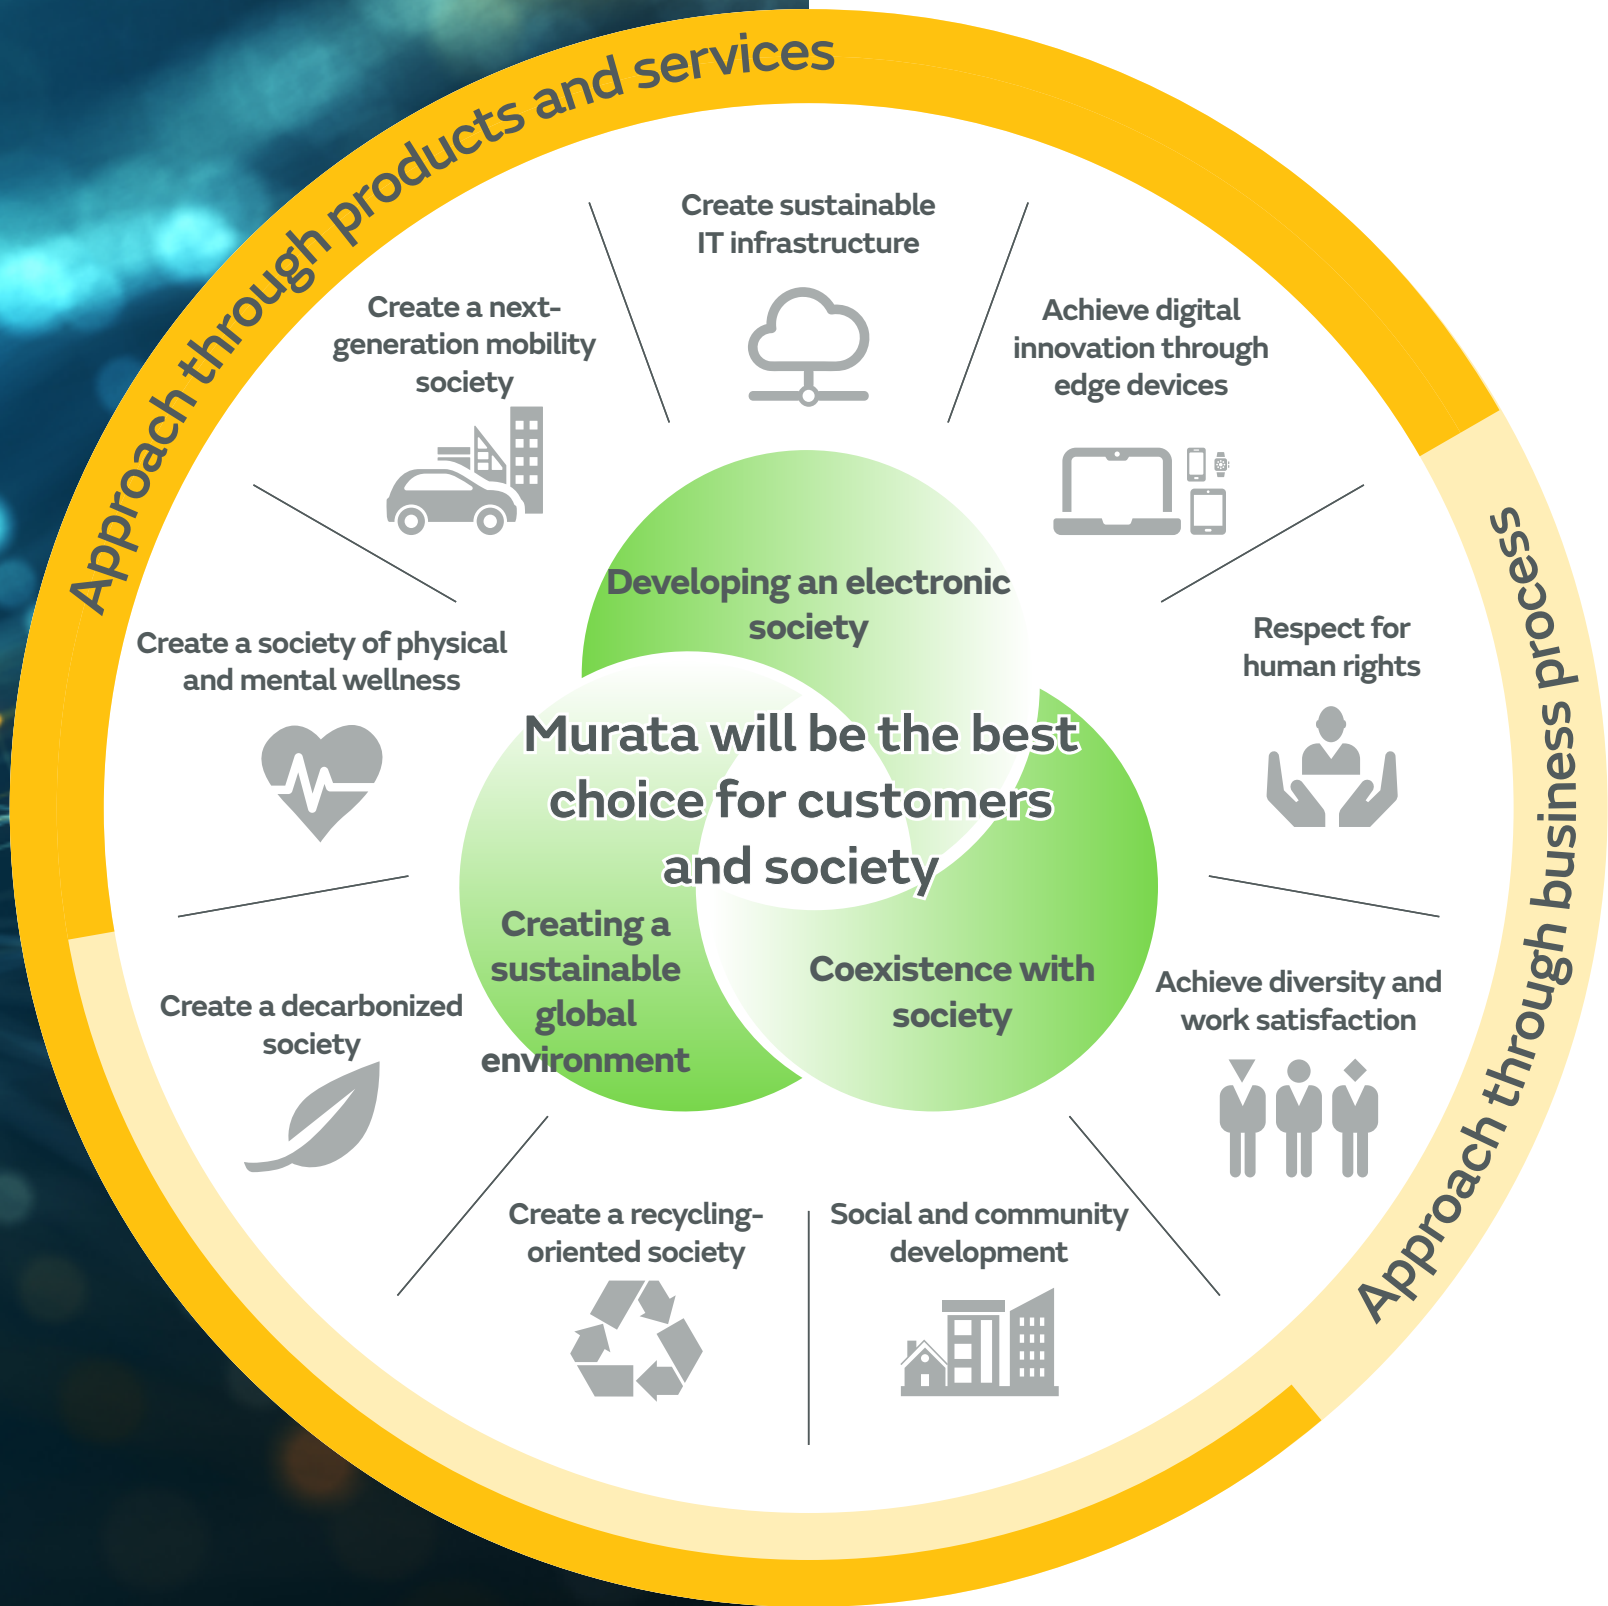 Approach through products and services
Create sustainable
IT infrastructure
Create a next-
generation mobility
society
Achieve digital
innovation through
edge devices
Create a society of physical
and mental wellness
Respect for
human rights
Approach through business process
Developing an electronic
society
Murata will be the best
choice for customers
and society
Creating a
sustainable
global
environment
Coexistence with
society
Create a decarbonized
society
Achieve diversity and
work satisfaction
Create a recycling-
oriented society
Social and community
development